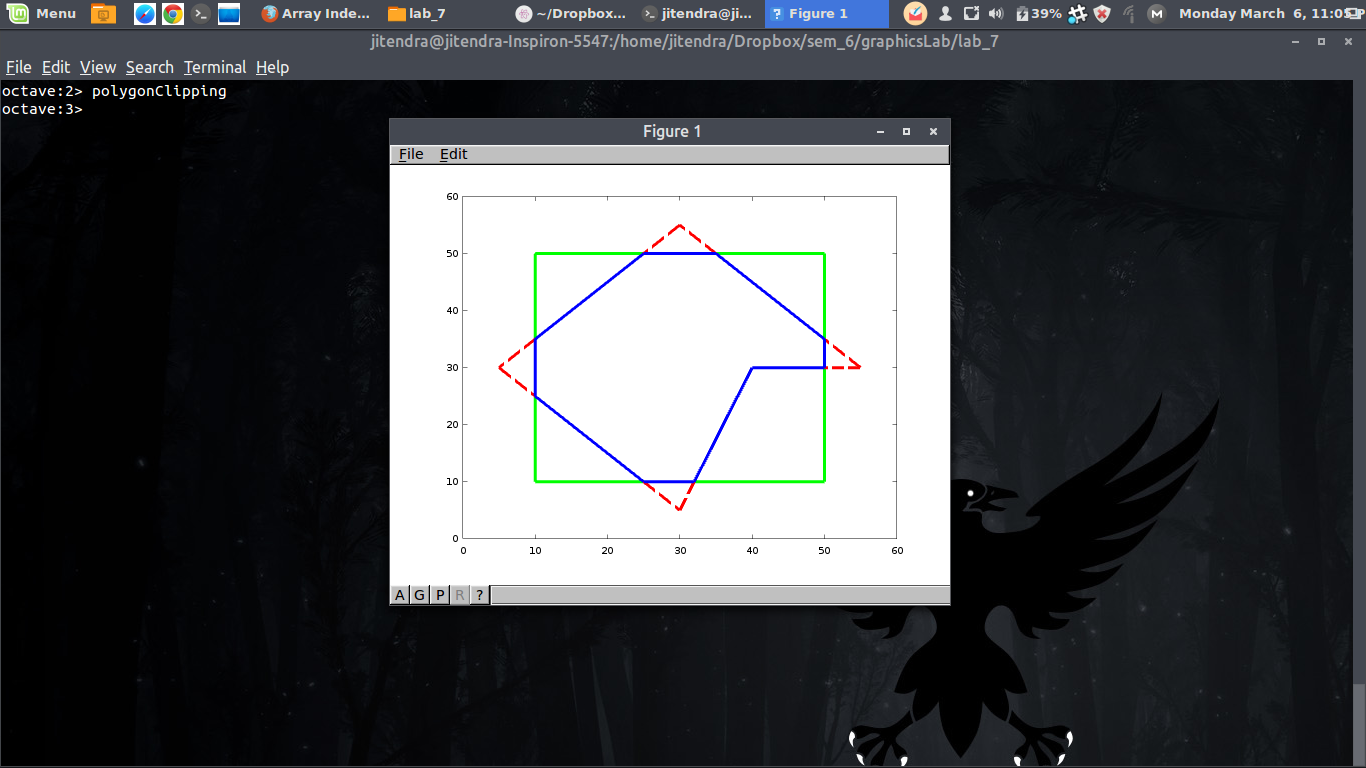 Menu Array Inde... lab_7 ~/Dropbox... jitendra@ji... Figure 1 39% M Monday March 6, 11:0
jitendra@jitendra-Inspiron-5547:/home/jitendra/Dropbox/sem_6/graphicsLab/lab_7
File Edit View Search Terminal Help
octave:2> polygonClipping
octave:3>
Figure 1
File Edit
60
50
40
30
20
10
0
0 10 20 30 40 50 60
A G P R ?